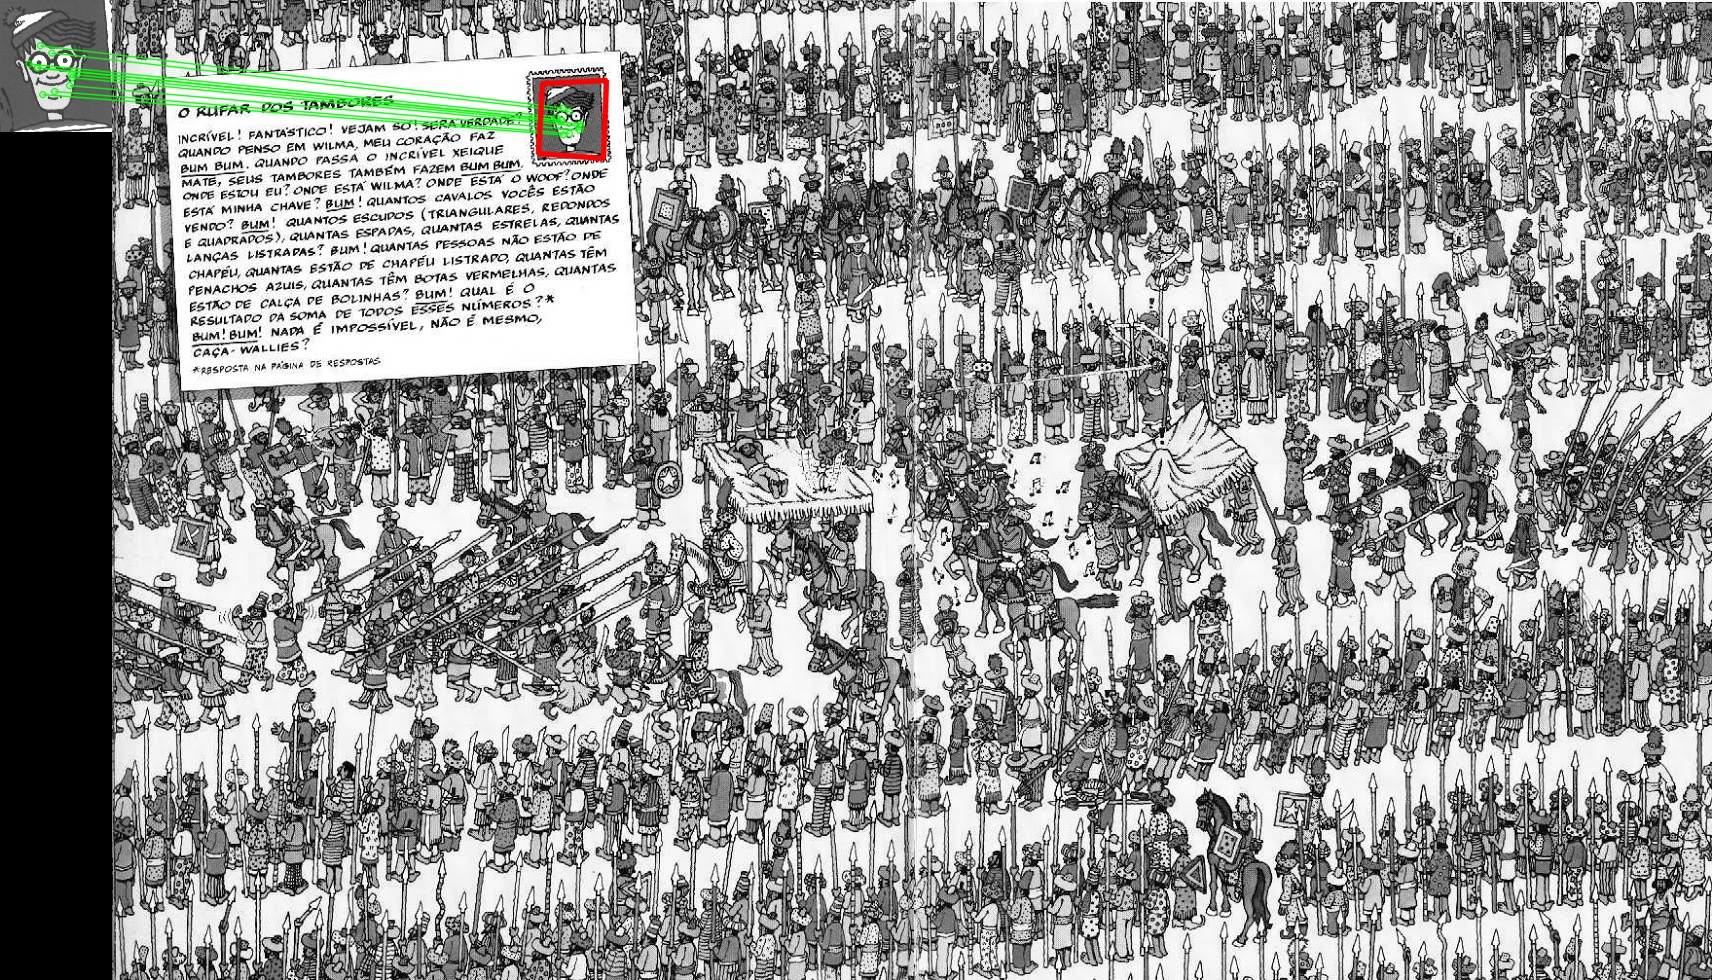 O RUFAR DOS TAMBORES
INCRÍVEL! FANTÁSTICO! VEJAM SÓ! SERÁ VERDADE?
QUANDO PENSO EM WILMA, MEU CORAÇÃO FAZ
BUM BUM. QUANDO PASSA O INCRÍVEL XEIQUE
MATE, SEUS TAMBORES TAMBÉM FAZEM BUM BUM.
ONDE ESTOU EU? ONDE ESTÁ WILMA? ONDE ESTÁ O WOOF? ONDE
ESTÁ MINHA CHAVE? BUM! QUANTOS CAVALOS VOCÊS ESTÃO
VENDO? BUM! QUANTOS ESCUDOS (TRIANGULARES, REDONDOS
E QUADRADOS), QUANTAS ESPADAS, QUANTAS ESTRELAS, QUANTAS
LANÇAS LISTRADAS? BUM! QUANTAS PESSOAS NÃO ESTÃO DE
CHAPÉU, QUANTAS ESTÃO DE CHAPÉU LISTRADO, QUANTAS TÊM
PENACHOS AZUIS, QUANTAS TÊM BOTAS VERMELHAS, QUANTAS
ESTÃO DE CALÇA DE BOLINHAS? BUM! QUAL É O
RESULTADO DA SOMA DE TODOS ESSES NÚMEROS?*
BUM! BUM! NADA É IMPOSSÍVEL, NÃO É MESMO,
CAÇA-WALLIES?
*RESPOSTA NA PÁGINA DE RESPOSTAS